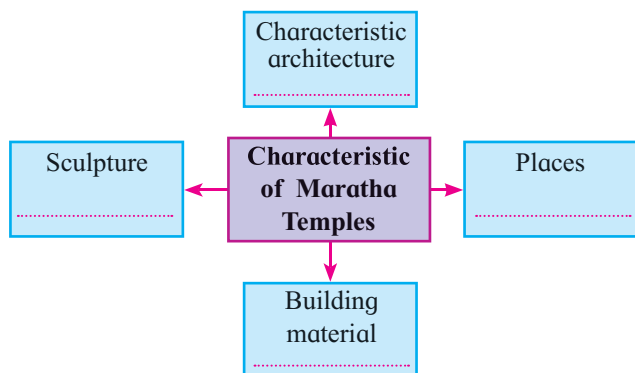 Characteristic
architecture
Sculpture
Characteristic
of Maratha
Temples
Places
Building
material